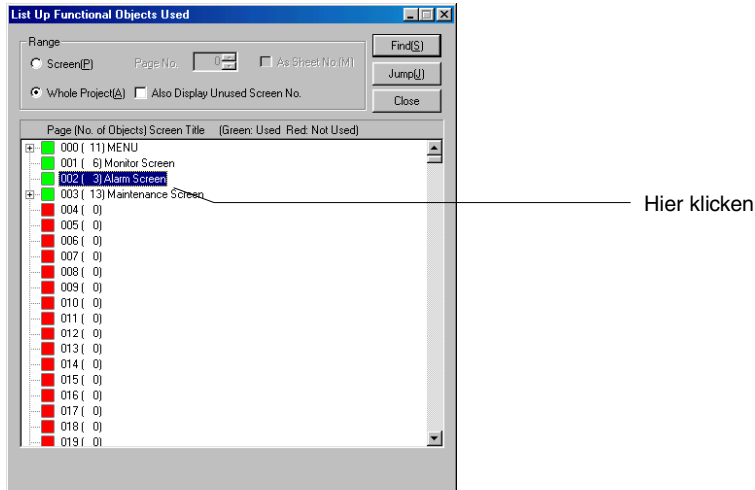 List Up Functional Objects Used
Range
Screen(P) Page No. 0 As Sheet No.(M)
Whole Project(A) Also Display Unused Screen No.
Find(S)
Jump(J)
Close
Page (No. of Objects) Screen Title (Green: Used Red: Not Used)
000 ( 11) MENU
001 ( 6) Monitor Screen
002 ( 3) Alarm Screen
003 ( 13) Maintenance Screen
004 ( 0)
005 ( 0)
006 ( 0)
007 ( 0)
008 ( 0)
009 ( 0)
010 ( 0)
011 ( 0)
012 ( 0)
013 ( 0)
014 ( 0)
015 ( 0)
016 ( 0)
017 ( 0)
018 ( 0)
019 ( 0)
Hier klicken